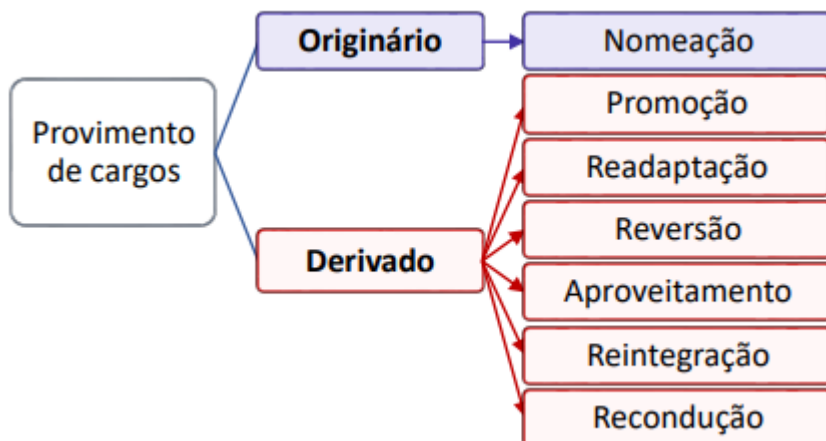 Provimento
de cargos
Originário
Nomeação
Derivado
Promoção
Readaptação
Reversão
Aproveitamento
Reintegração
Recondução